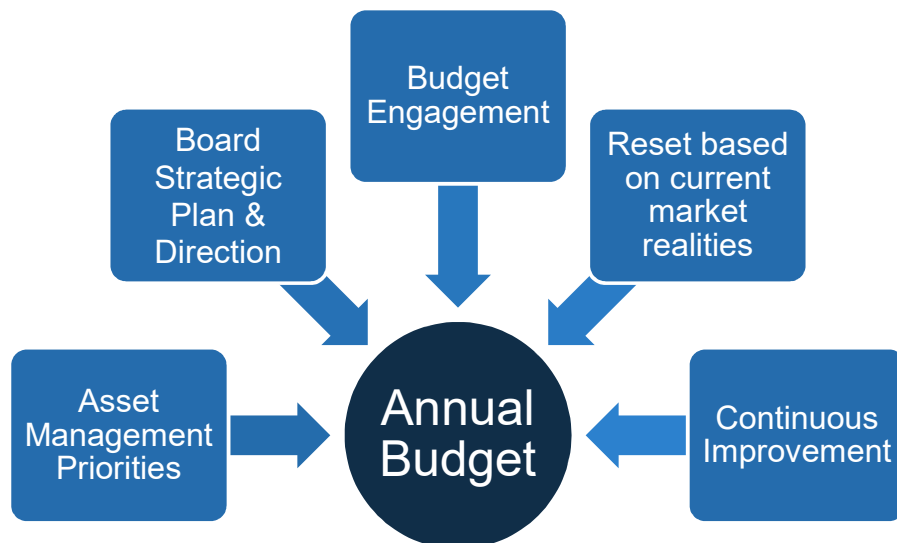 Budget
Engagement
Board
Strategic
Plan &
Direction
Reset based
on current
market
realities
Asset
Management
Priorities
Annual
Budget
Continuous
Improvement